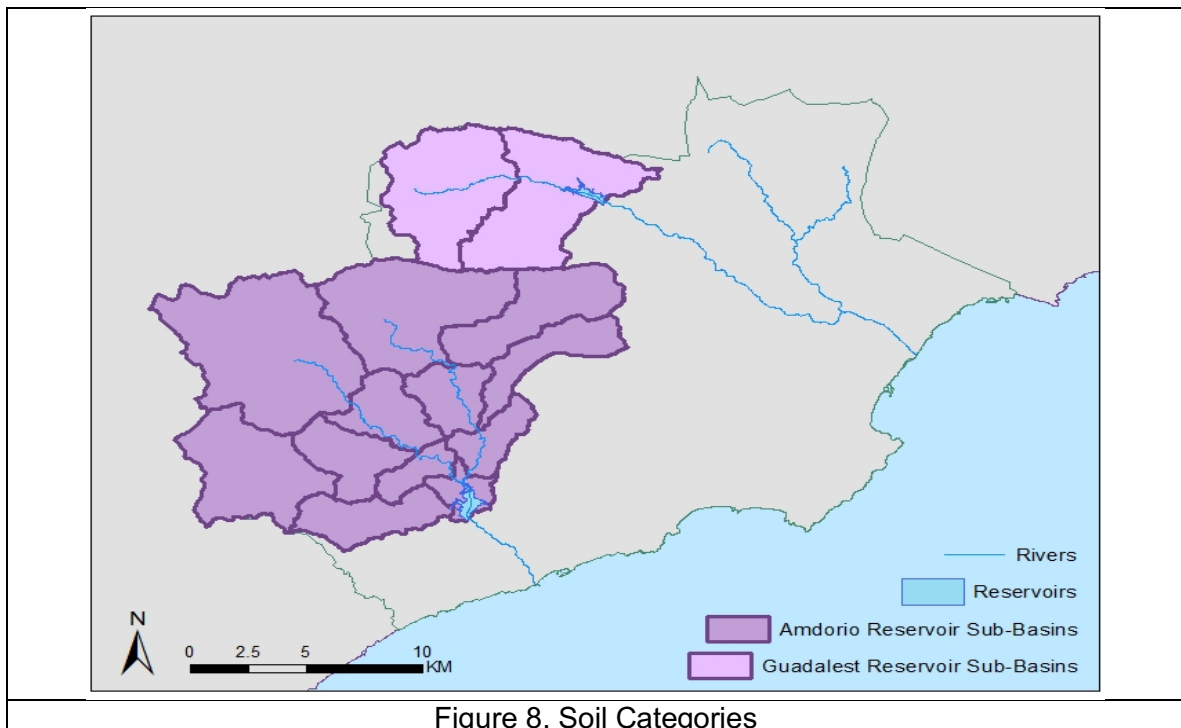 Rivers
Reservoirs
Amdorio Reservoir Sub-Basins
Guadalest Reservoir Sub-Basins
N
0 2.5 5 10
KM
Figure 8. Soil Categories